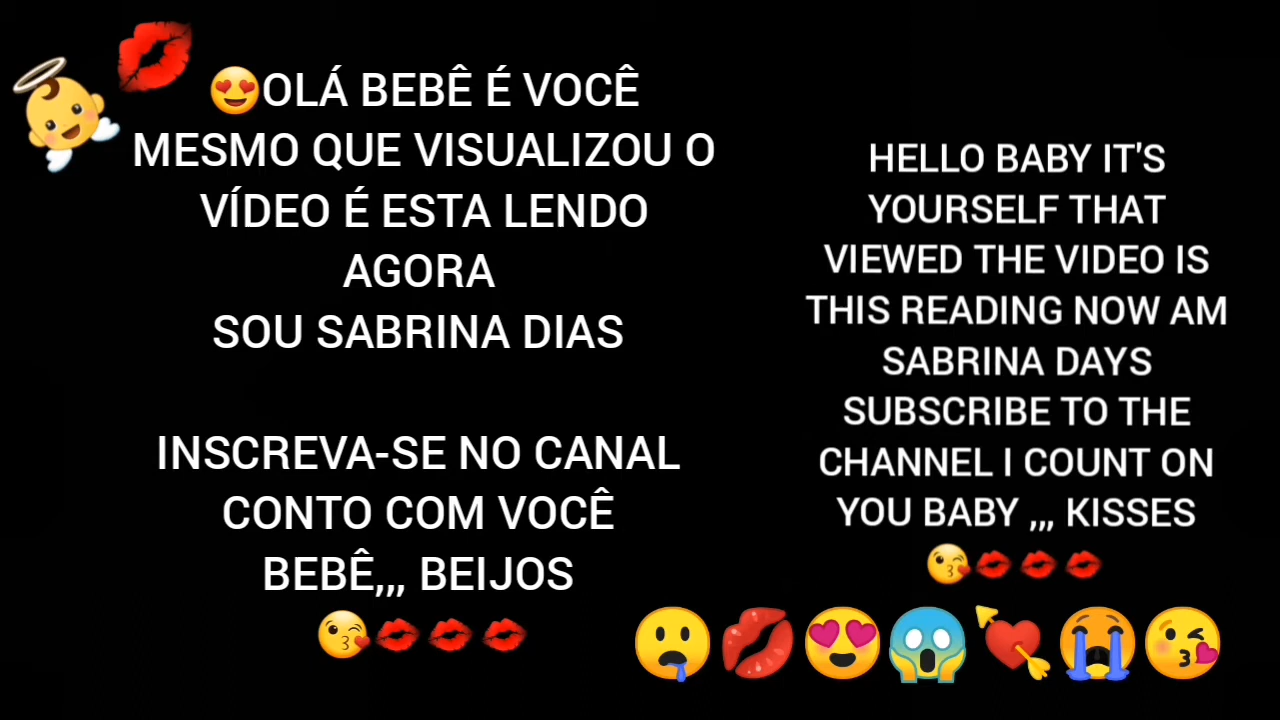 😍OLÁ BEBÊ É VOCÊ
MESMO QUE VISUALIZOU O
VÍDEO É ESTA LENDO
AGORA
SOU SABRINA DIAS
INSCREVA-SE NO CANAL
CONTO COM VOCÊ
BEBÊ,,, BEIJOS
😘💋💋💋
HELLO BABY IT'S
YOURSELF THAT
VIEWED THE VIDEO IS
THIS READING NOW AM
SABRINA DAYS
SUBSCRIBE TO THE
CHANNEL I COUNT ON
YOU BABY ,,, KISSES
😘💋💋💋